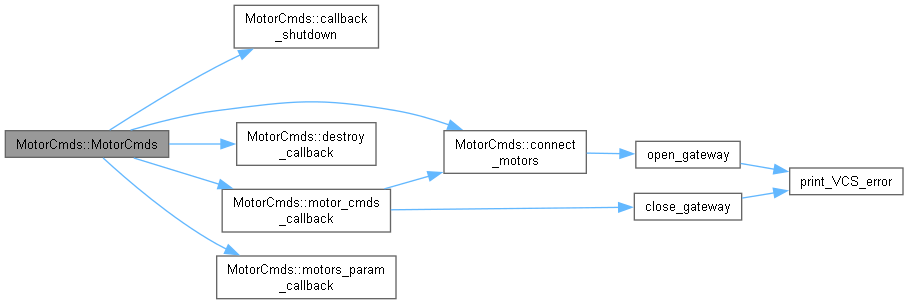 MotorCmds::MotorCmds
MotorCmds::callback
_shutdown
MotorCmds::destroy
_callback
MotorCmds::motor_cmds
_callback
MotorCmds::motors_param
_callback
MotorCmds::connect
_motors
open_gateway
close_gateway
print_VCS_error